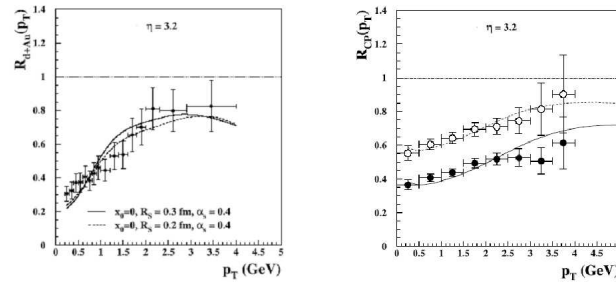 R_{d+Au}(p_T)
1.4
η = 3.2
1.2
1
0.8
0.6
0.4
0.2
0
x_0=0, R_S = 0.3 fm, α_s = 0.4
x_0=0, R_S = 0.2 fm, α_s = 0.4
0 0.5 1 1.5 2 2.5 3 3.5 4 4.5 5
p_T (GeV)
R_{CP}(p_T)
1.4
η = 3.2
1.2
1
0.8
0.6
0.4
0.2
0
0 0.5 1 1.5 2 2.5 3 3.5 4 4.5
p_T (GeV)